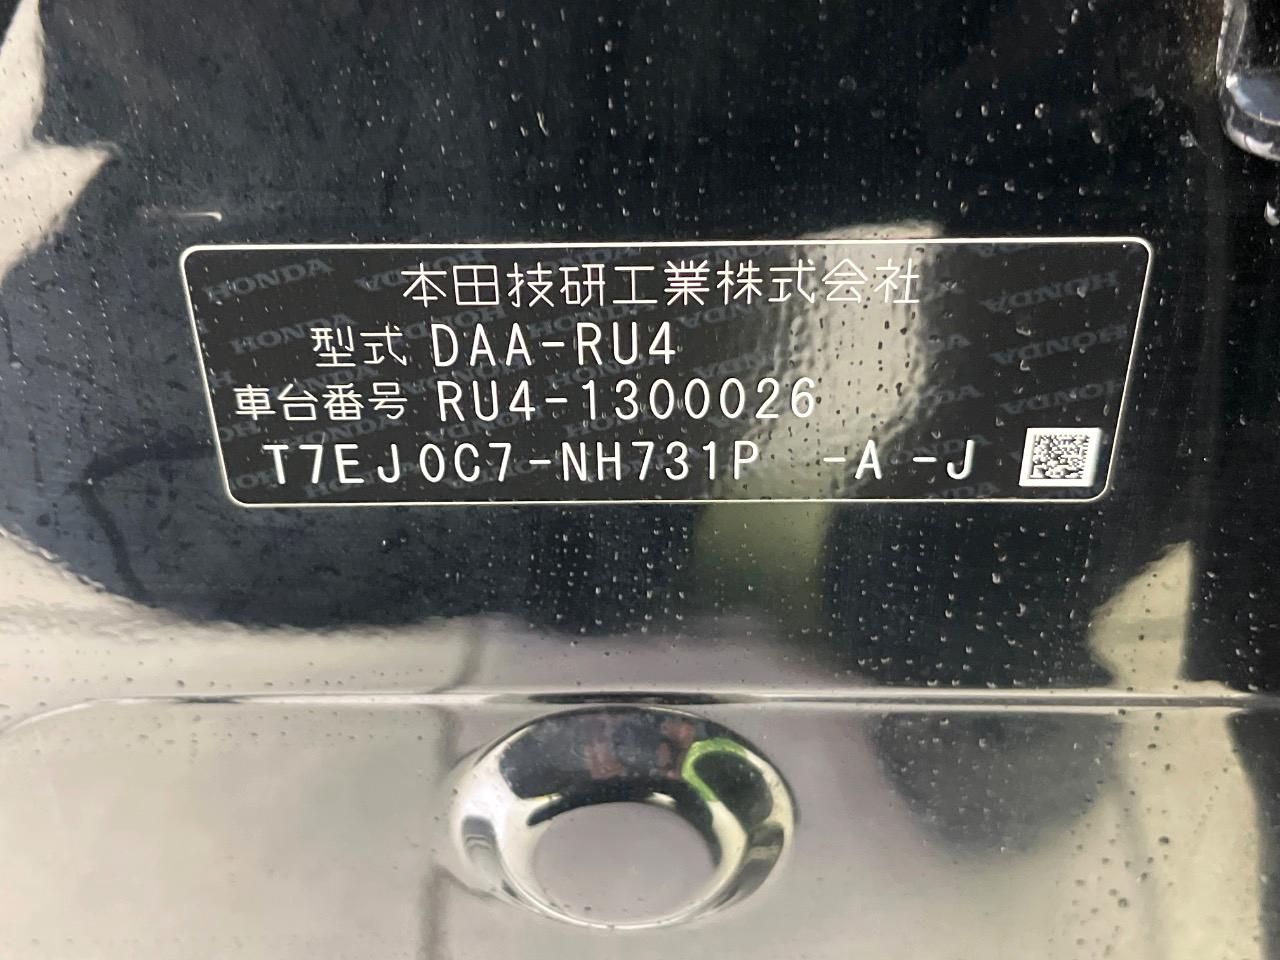 本田技研工業株式会社
型式 DAA-RU4
車台番号 RU4-1300026
T7EJ0C7-NH731P -A -J